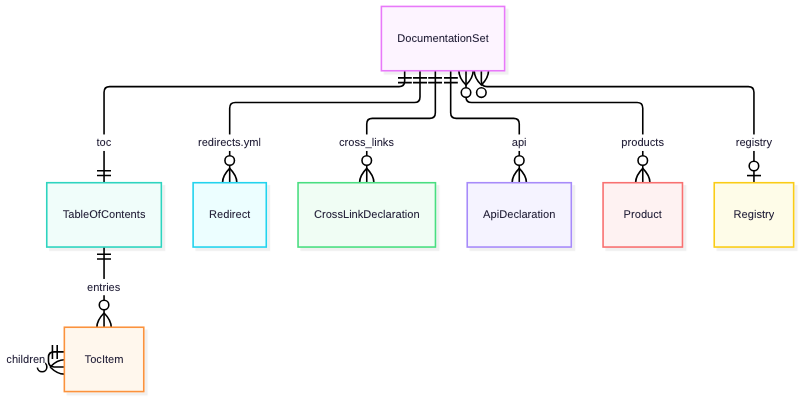 DocumentationSet
toc
redirects.yml
cross_links
api
products
registry
TableOfContents
Redirect
CrossLinkDeclaration
ApiDeclaration
Product
Registry
entries
children
TocItem